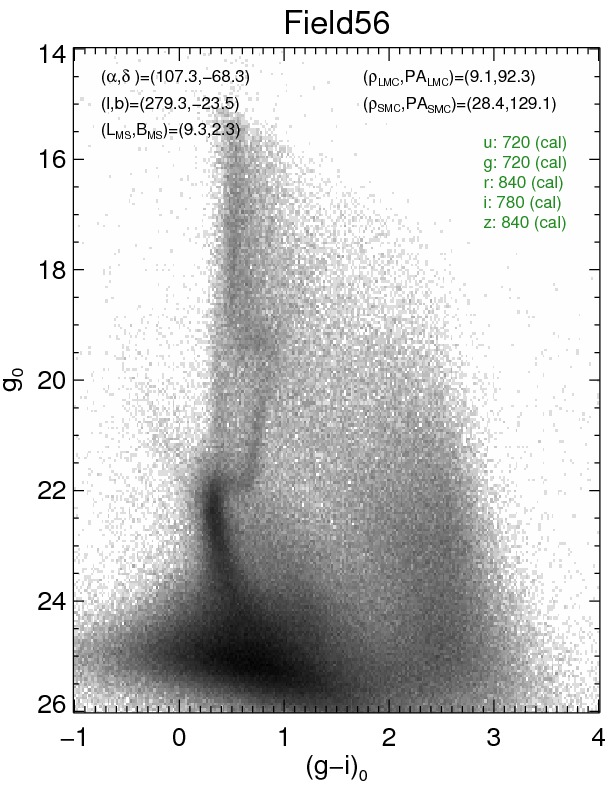 Field56
(α,δ )=(107.3,−68.3)
(ρLMC,PALMC)=(9.1,92.3)
(l,b)=(279.3,−23.5)
(ρSMC,PASMC)=(28.4,129.1)
(LMS,BMS)=(9.3,2.3)
u: 720 (cal)
g: 720 (cal)
r: 840 (cal)
i: 780 (cal)
z: 840 (cal)
14
16
18
20
22
24
26
g0
−1 0 1 2 3 4
(g−i)0